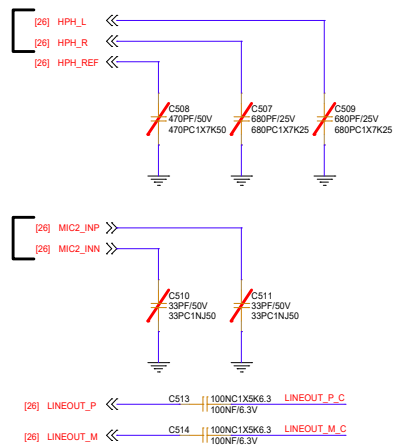 [26] HPH_L
[26] HPH_R
[26] HPH_REF
C508
470PF/50V
470PC1X7K50
C507
680PF/25V
680PC1X7K25
C509
680PF/25V
680PC1X7K25
[26] MIC2_INP
[26] MIC2_INN
C510
33PF/50V
33PC1NJ50
C511
33PF/50V
33PC1NJ50
[26] LINEOUT_P
C513
100NC1X5K6.3
100NF/6.3V
LINEOUT_P_C
[26] LINEOUT_M
C514
100NC1X5K6.3
100NF/6.3V
LINEOUT_M_C